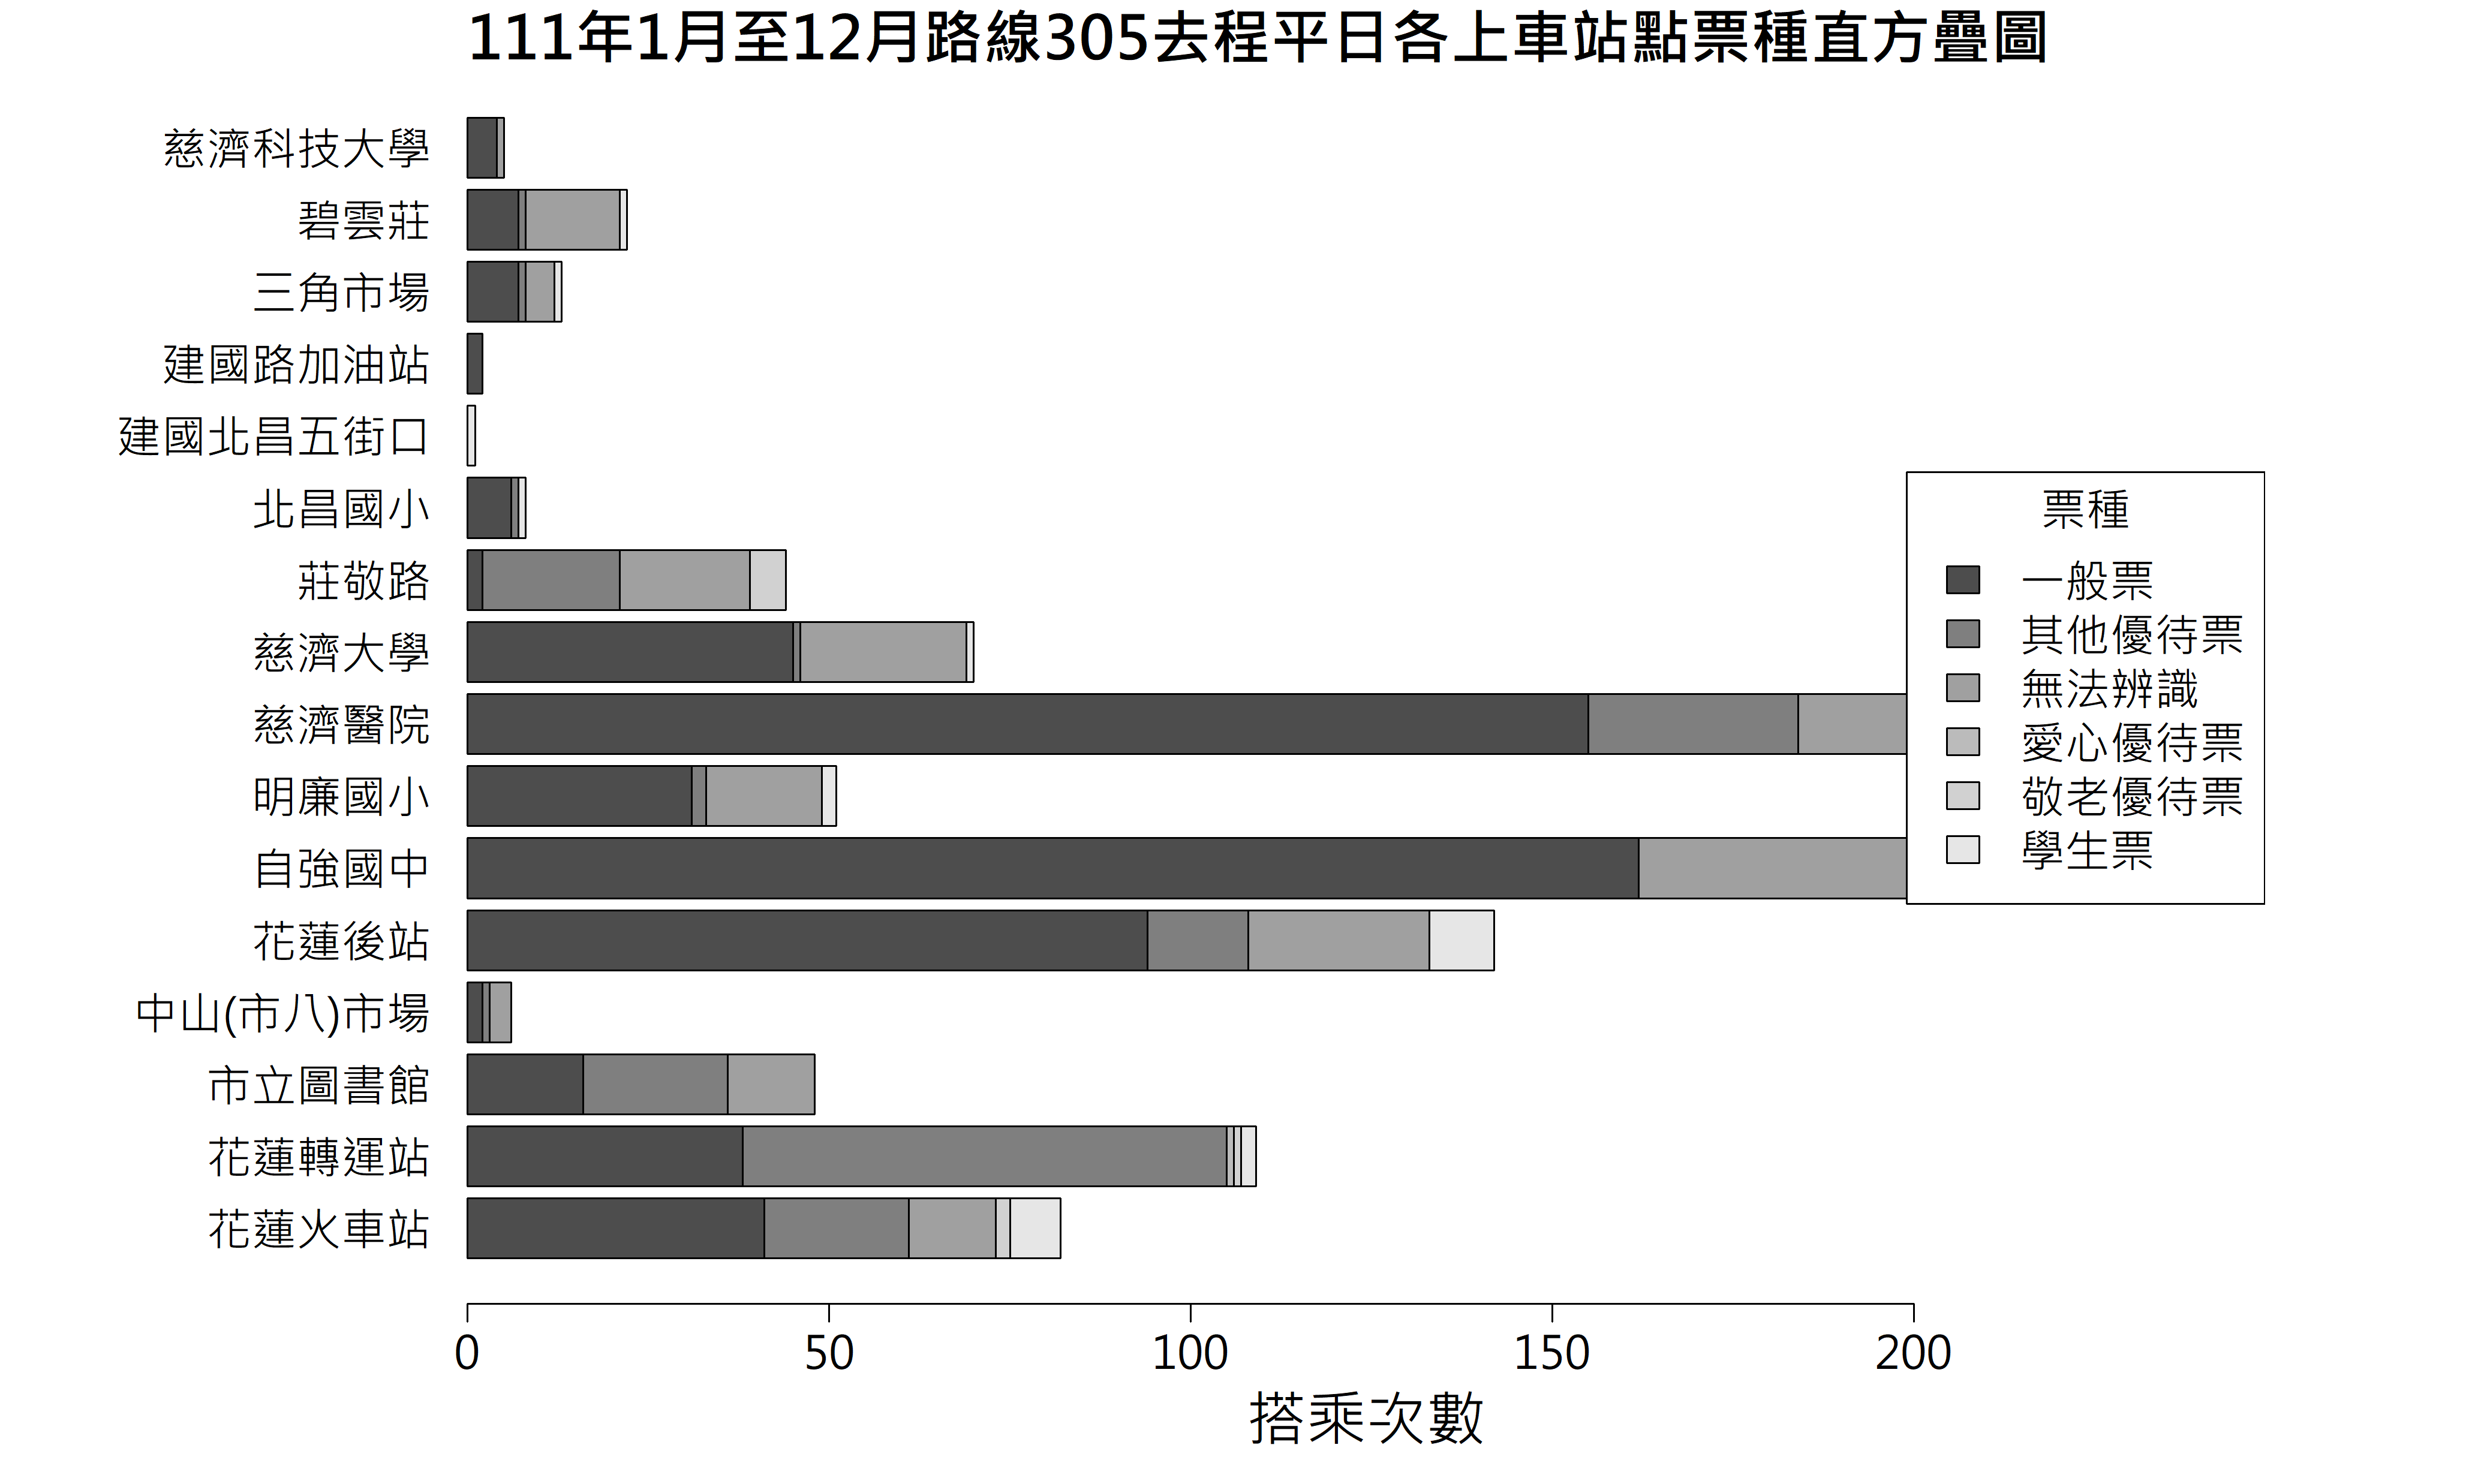 111年1月至12月路線305去程平日各上車站點票種直方疊圖
慈濟科技大學
碧雲莊
三角市場
建國路加油站
建國北昌五街口
北昌國小
莊敬路
慈濟大學
慈濟醫院
明廉國小
自強國中
花蓮後站
中山(市八)市場
市立圖書館
花蓮轉運站
花蓮火車站
票種
一般票
其他優待票
無法辨識
愛心優待票
敬老優待票
學生票
0 50 100 150 200
搭乘次數